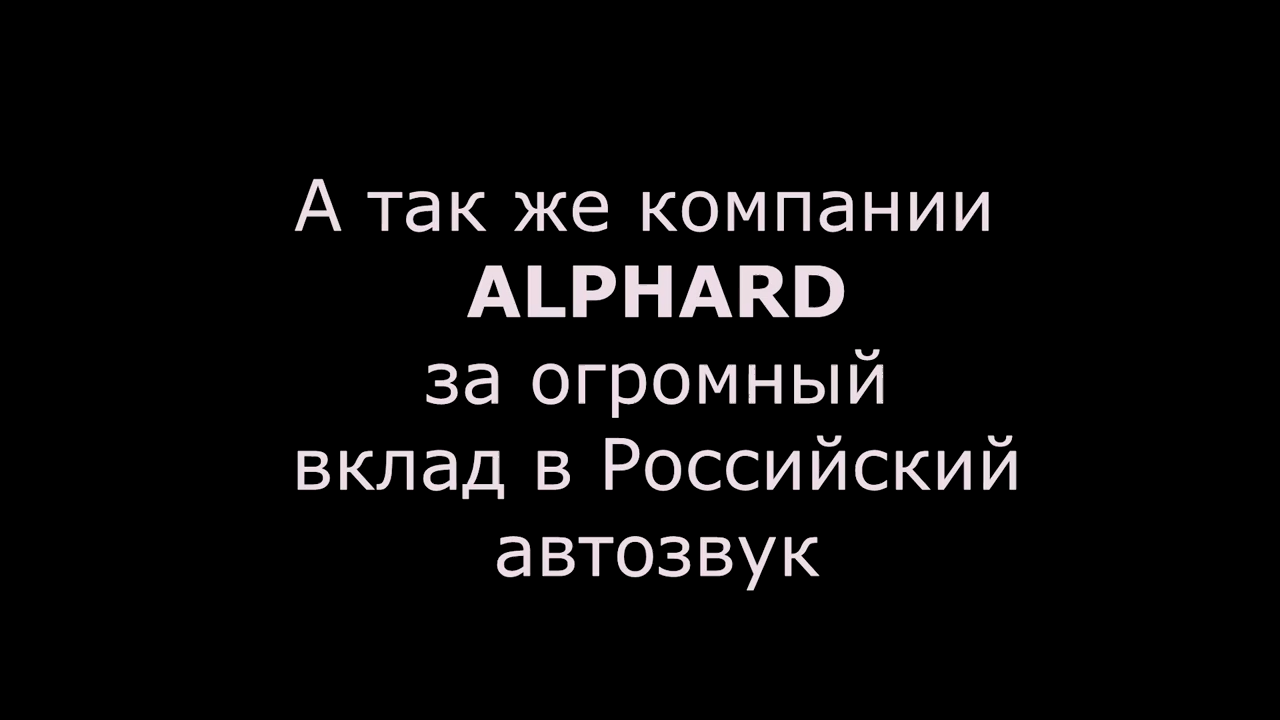 А так же компании
ALPHARD
за огромный
вклад в Российский
автозвук